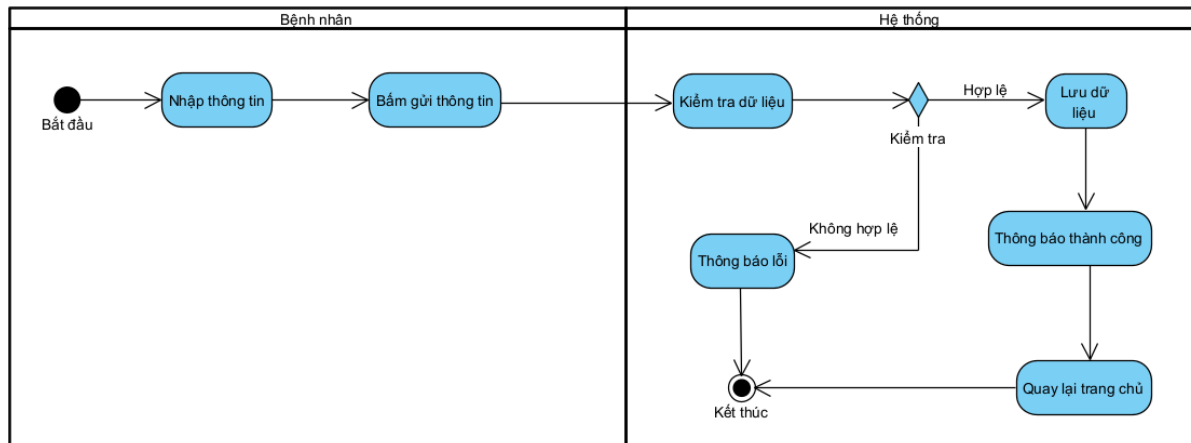 Bệnh nhân
Hệ thống
Bắt đầu
Nhập thông tin
Bấm gửi thông tin
Kiểm tra dữ liệu
Kiểm tra
Hợp lệ
Lưu dữ
liệu
Không hợp lệ
Thông báo lỗi
Thông báo thành công
Quay lại trang chủ
Kết thúc